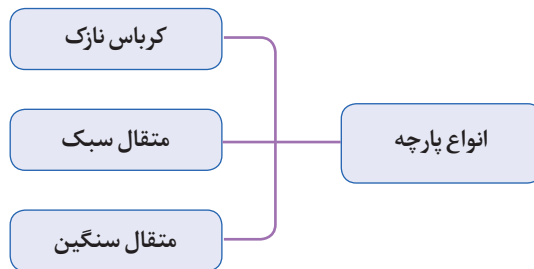 انواع پارچه
کرباس نازک
متقال سبک
متقال سنگین